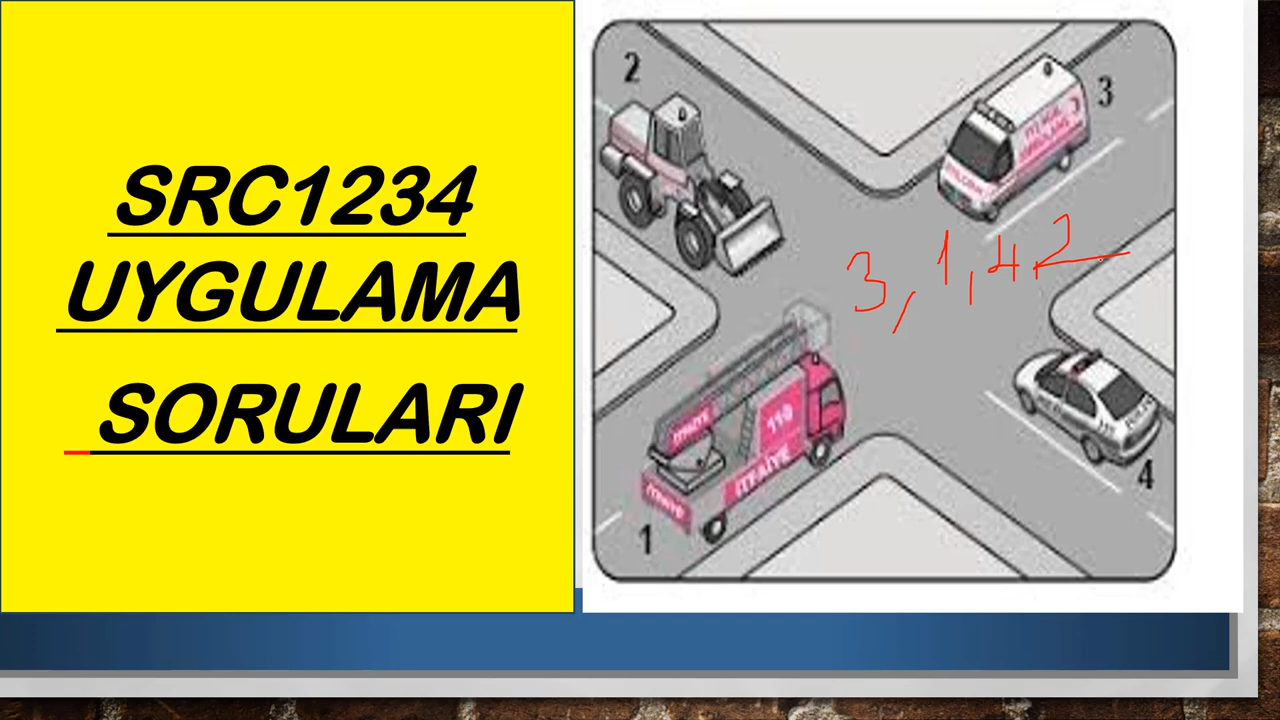 SRC1234
UYGULAMA
SORULARI
2
3
3, 1, 4 2
İTFAİYE
110
İTFAİYE
İTFAİYE
1
4